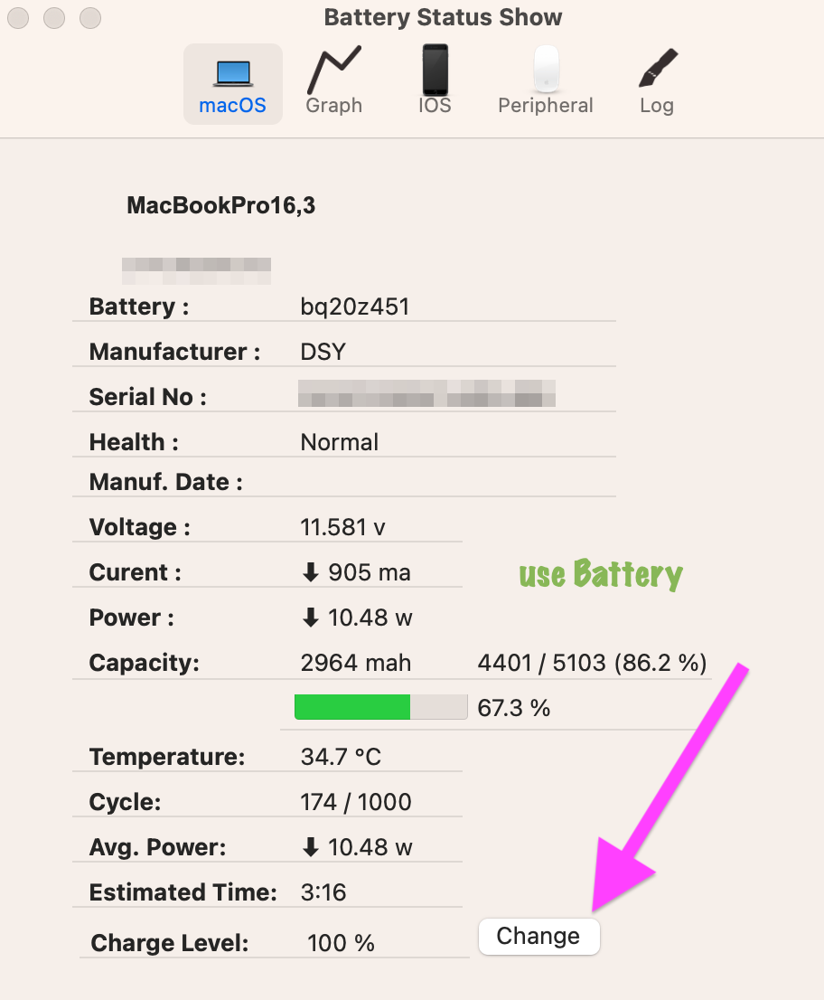 Battery Status Show
macOS
Graph
IOS
Peripheral
Log
MacBookPro16,3
Battery : bq20z451
Manufacturer : DSY
Serial No :
Health : Normal
Manuf. Date :
Voltage : 11.581 v
Curent : ⬇ 905 ma
use Battery
Power : ⬇ 10.48 w
Capacity: 2964 mah 4401 / 5103 (86.2 %)
67.3 %
Temperature: 34.7 °C
Cycle: 174 / 1000
Avg. Power: ⬇ 10.48 w
Estimated Time: 3:16
Charge Level: 100 % Change